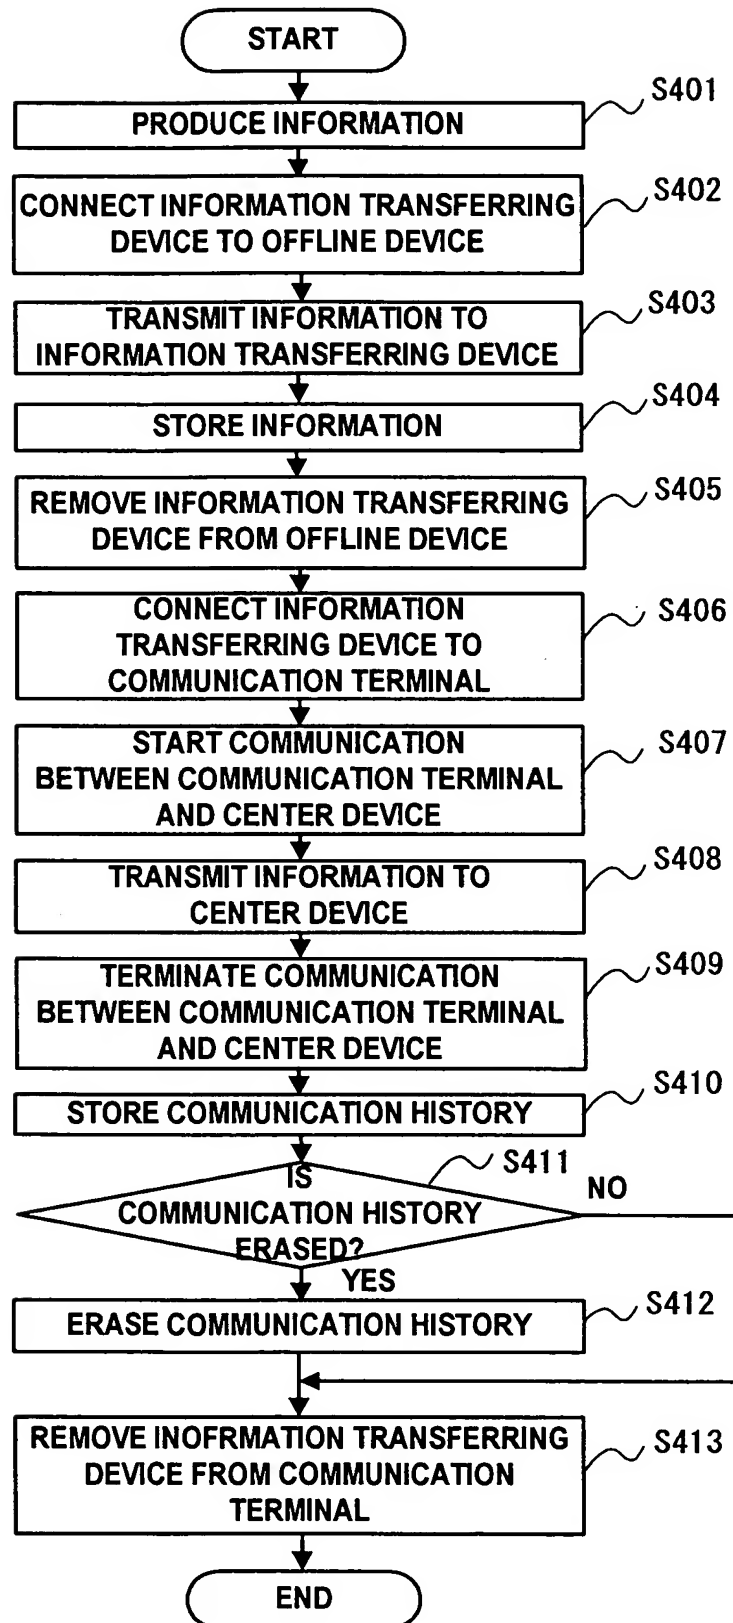 START
S401
PRODUCE INFORMATION
S402
CONNECT INFORMATION TRANSFERRING
DEVICE TO OFFLINE DEVICE
S403
TRANSMIT INFORMATION TO
INFORMATION TRANSFERRING DEVICE
S404
STORE INFORMATION
S405
REMOVE INFORMATION TRANSFERRING
DEVICE FROM OFFLINE DEVICE
S406
CONNECT INFORMATION
TRANSFERRING DEVICE TO
COMMUNICATION TERMINAL
S407
START COMMUNICATION
BETWEEN COMMUNICATION TERMINAL
AND CENTER DEVICE
S408
TRANSMIT INFORMATION TO
CENTER DEVICE
S409
TERMINATE COMMUNICATION
BETWEEN COMMUNICATION TERMINAL
AND CENTER DEVICE
S410
STORE COMMUNICATION HISTORY
S411
IS
COMMUNICATION HISTORY
ERASED?
NO
YES
S412
ERASE COMMUNICATION HISTORY
S413
REMOVE INOFRMATION TRANSFERRING
DEVICE FROM COMMUNICATION
TERMINAL
END